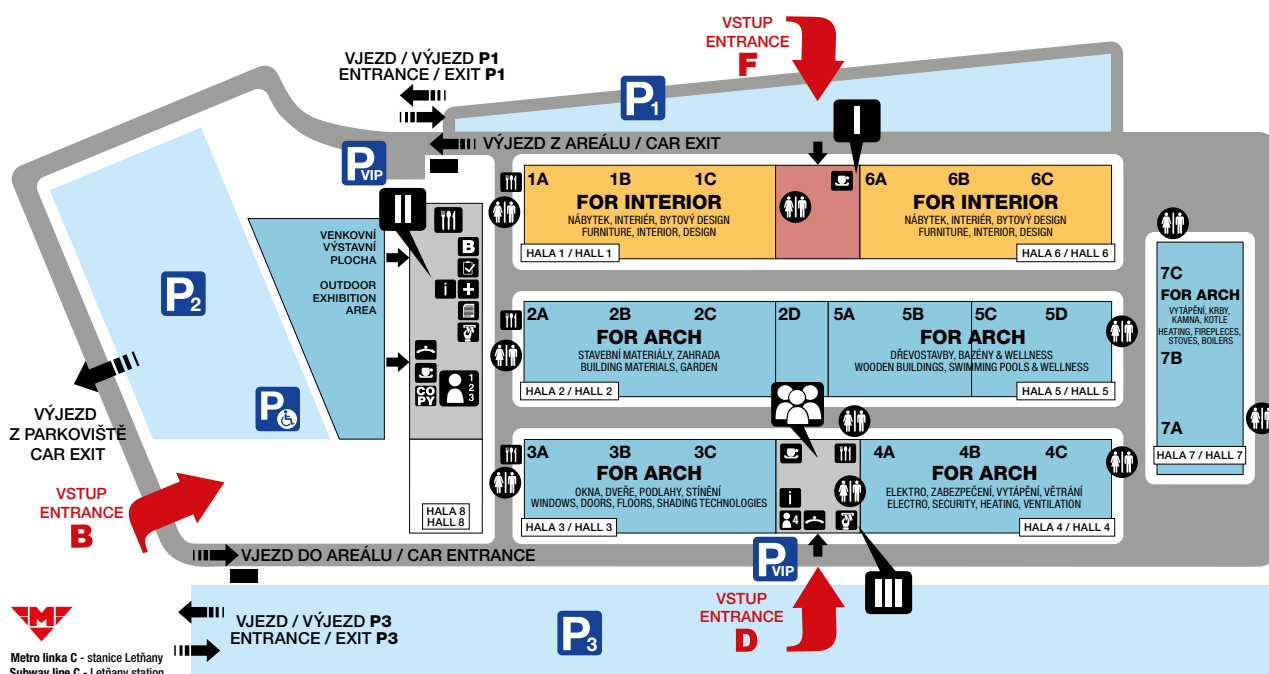 VSTUP
ENTRANCE
F
VJEZD / VÝJEZD P1
ENTRANCE / EXIT P1
P1
I
VÝJEZD Z AREÁLU / CAR EXIT
P VIP
II
1A 1B 1C
FOR INTERIOR
NÁBYTEK, INTERIÉR, BYTOVÝ DESIGN
FURNITURE, INTERIOR, DESIGN
HALA 1 / HALL 1
6A 6B 6C
FOR INTERIOR
NÁBYTEK, INTERIÉR, BYTOVÝ DESIGN
FURNITURE, INTERIOR, DESIGN
HALA 6 / HALL 6
VENKOVNÍ
VÝSTAVNÍ
PLOCHA
OUTDOOR
EXHIBITION
AREA
B
i
P2
7C
FOR ARCH
VYTÁPĚNÍ, KRBY,
KAMNA, KOTLE
HEATING, FIREPLECES,
STOVES, BOILERS
7B
7A
HALA 7 / HALL 7
2A 2B 2C 2D
FOR ARCH
STAVEBNÍ MATERIÁLY, ZAHRADA
BUILDING MATERIALS, GARDEN
HALA 2 / HALL 2
5A 5B 5C 5D
FOR ARCH
DŘEVOSTAVBY, BAZÉNY & WELLNESS
WOODEN BUILDINGS, SWIMMING POOLS & WELLNESS
HALA 5 / HALL 5
COPY
1
2
3
P
VÝJEZD
Z PARKOVIŠTĚ
CAR EXIT
3A 3B 3C
FOR ARCH
OKNA, DVEŘE, PODLAHY, STÍNĚNÍ
WINDOWS, DOORS, FLOORS, SHADING TECHNOLOGIES
HALA 3 / HALL 3
i
4
4A 4B 4C
FOR ARCH
ELEKTRO, ZABEZPEČENÍ, VYTÁPĚNÍ, VĚTRÁNÍ
ELECTRO, SECURITY, HEATING, VENTILATION
HALA 4 / HALL 4
HALA 8
HALL 8
VSTUP
ENTRANCE
B
VJEZD DO AREÁLU / CAR ENTRANCE
P VIP
III
VSTUP
ENTRANCE
D
VJEZD / VÝJEZD P3
ENTRANCE / EXIT P3
P3
M
Metro linka C - stanice Letňany
Subway line C - Letňany station